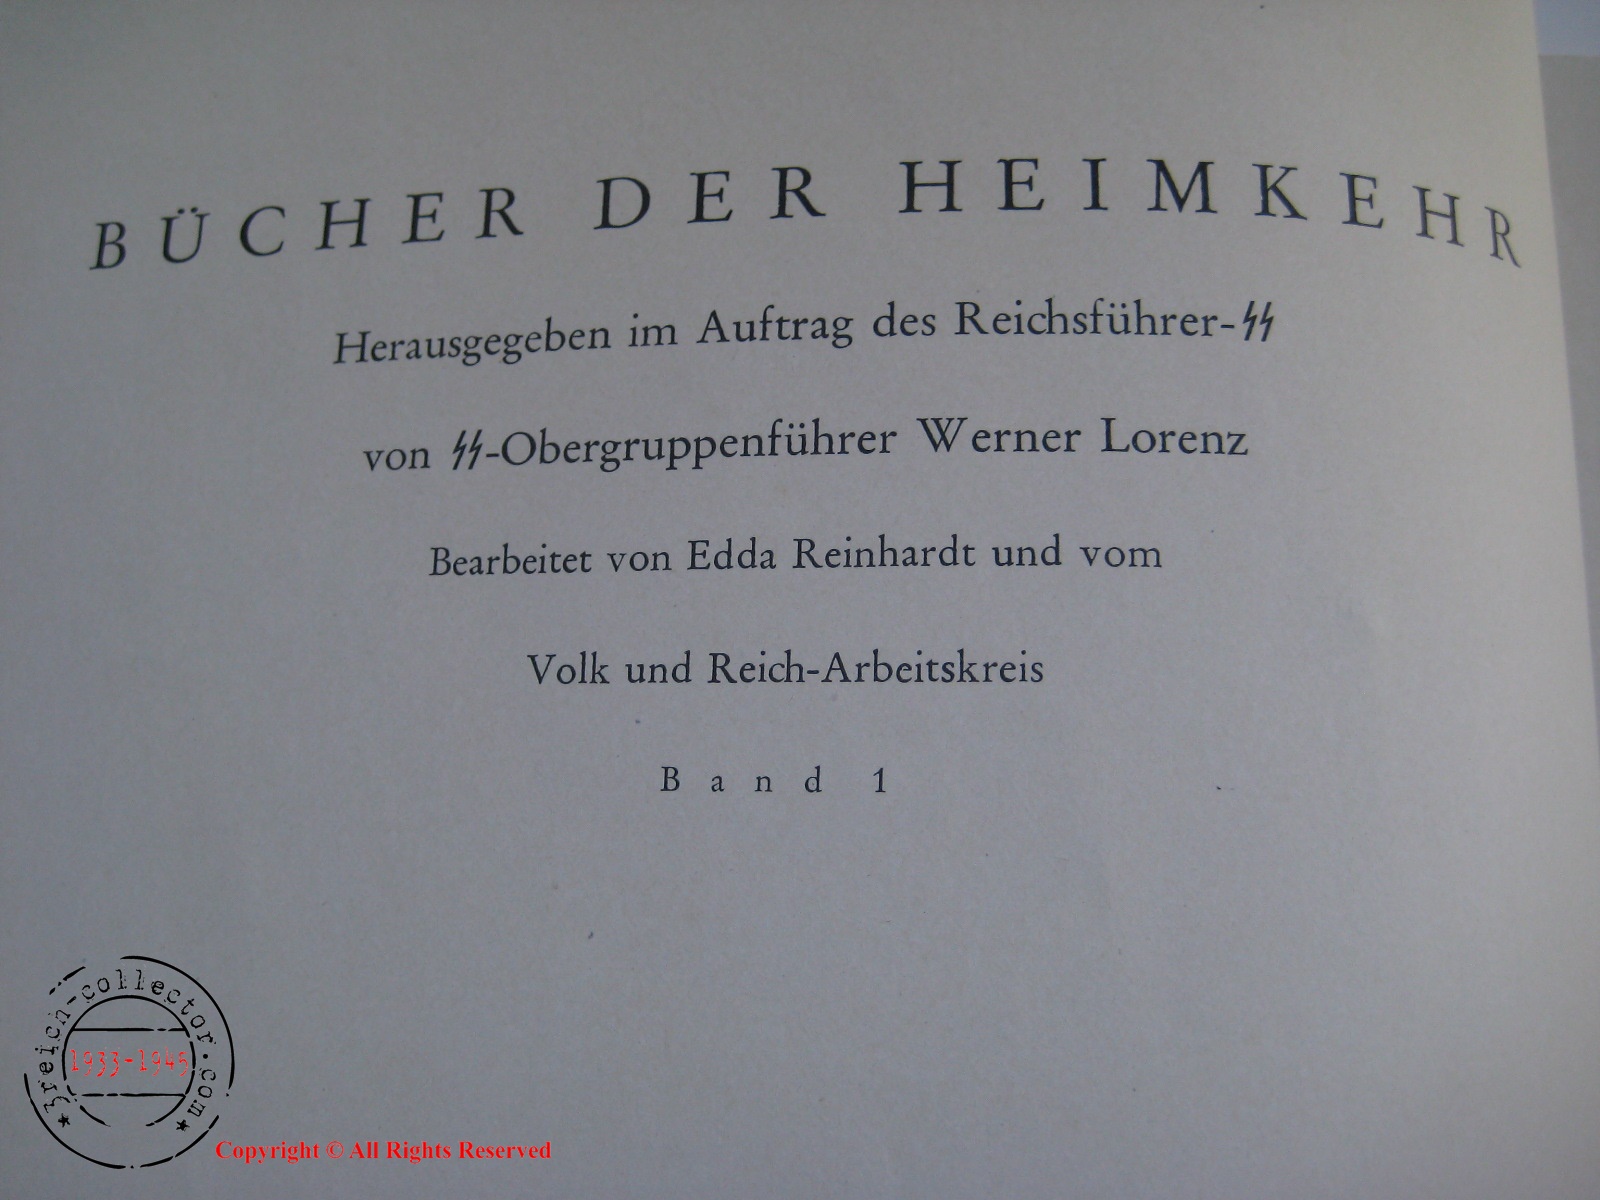 BÜCHER DER HEIMKEHR
Herausgegeben im Auftrag des Reichsführer-ᛋᛋ
von ᛋᛋ-Obergruppenführer Werner Lorenz
Bearbeitet von Edda Reinhardt und vom
Volk und Reich-Arbeitskreis
Band 1
* 3reich-collector.com *
1933-1945
Copyright © All Rights Reserved